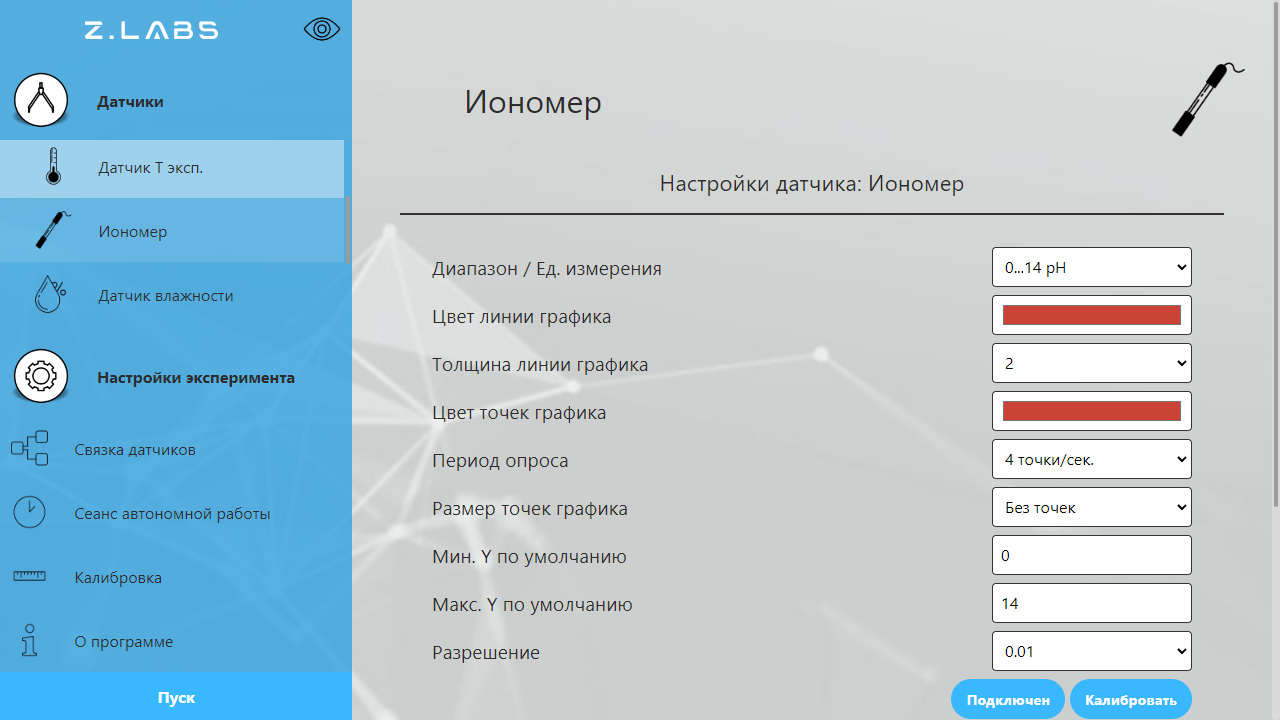 Z.LABS
Датчики
Датчик Т эксп.
Иономер
Датчик влажности
Настройки эксперимента
Связка датчиков
Сеанс автономной работы
Калибровка
О программе
Пуск
Иономер
Настройки датчика: Иономер
Диапазон / Ед. измерения 0...14 pH
Цвет линии графика
Толщина линии графика 2
Цвет точек графика
Период опроса 4 точки/сек.
Размер точек графика Без точек
Мин. Y по умолчанию 0
Макс. Y по умолчанию 14
Разрешение 0.01
Подключен Калибровать